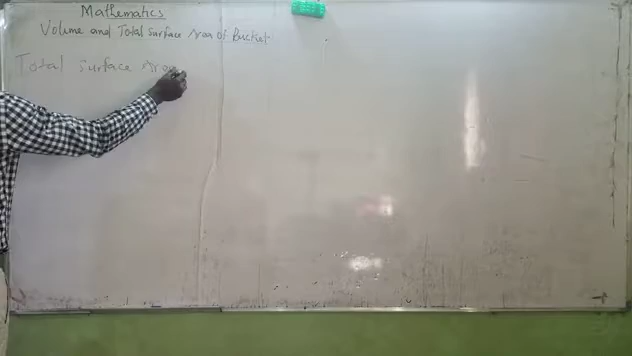 Mathematics
Volume and Total surface Area of Bucket
Total surface Area